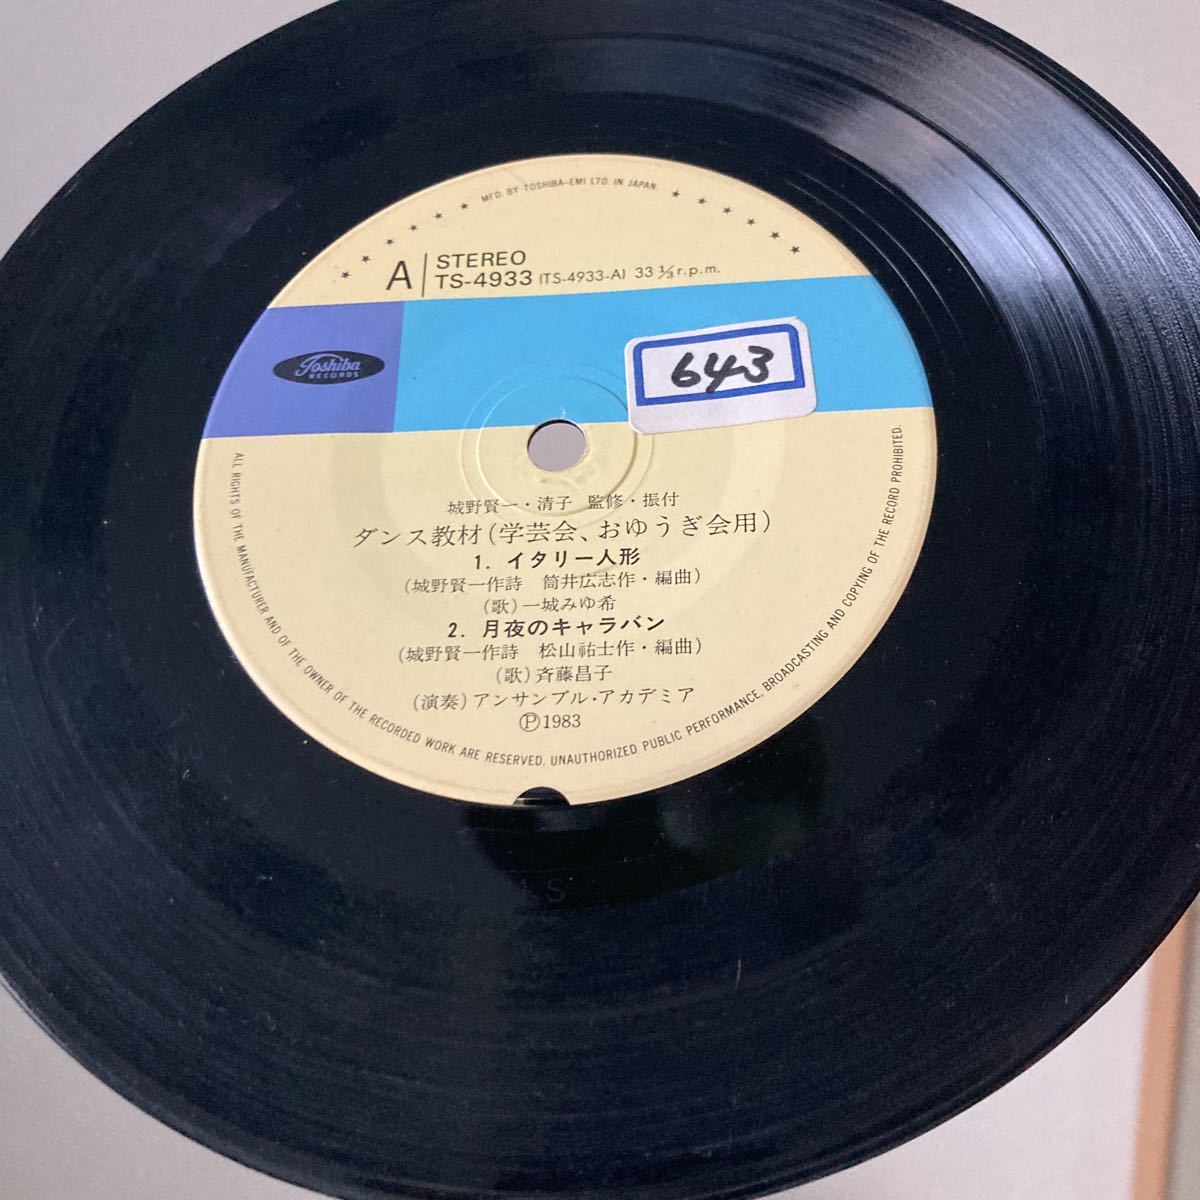 MFD. BY TOSHIBA-EMI LTD. IN JAPAN.
A
STEREO
TS-4933 (TS-4933-A) 33 ⅓ r.p.m.
Toshiba
RECORDS
643
城野賢一・清子 監修・振付
ダンス教材(学芸会、おゆうぎ会用)
1. イタリー人形
(城野賢一作詩 筒井広志作・編曲)
(歌)一城みゆ希
2. 月夜のキャラバン
(城野賢一作詩 松山祐士作・編曲)
(歌)斉藤昌子
(演奏)アンサンブル・アカデミア
Ⓟ1983
ALL RIGHTS OF THE MANUFACTURER AND OF THE OWNER OF THE RECORDED WORK ARE RESERVED. UNAUTHORIZED PUBLIC PERFORMANCE, BROADCASTING AND COPYING OF THE RECORD PROHIBITED.